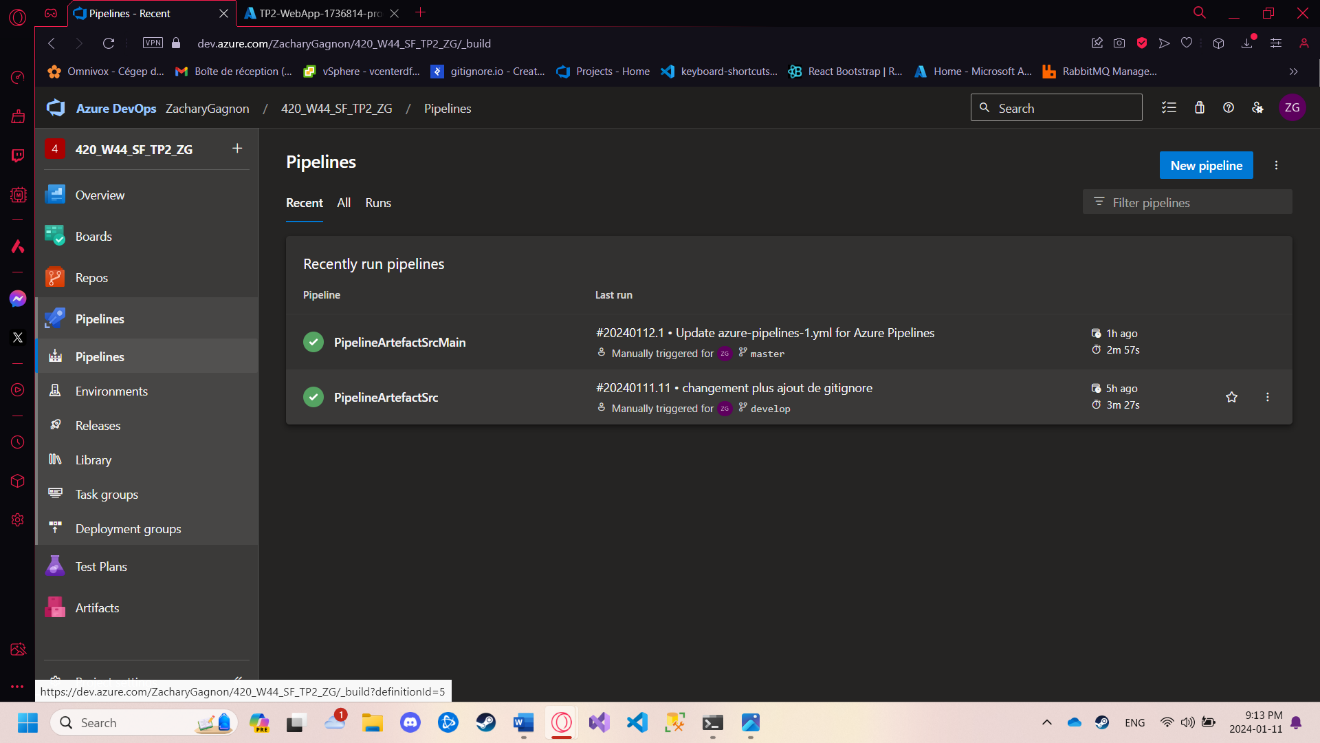 Pipelines - Recent
TP2-WebApp-1736814-pro
VPN
dev.azure.com/ZacharyGagnon/420_W44_SF_TP2_ZG/_build
Omnivox - Cégep d...
Boîte de réception (...
vSphere - vcenterdf...
gitignore.io - Creat...
Projects - Home
keyboard-shortcuts...
React Bootstrap | R...
Home - Microsoft A...
RabbitMQ Manage...
Azure DevOps ZacharyGagnon / 420_W44_SF_TP2_ZG / Pipelines
Search
ZG
4 420_W44_SF_TP2_ZG
Overview
Boards
Repos
Pipelines
Pipelines
Environments
Releases
Library
Task groups
Deployment groups
Test Plans
Artifacts
Pipelines
New pipeline
Recent All Runs
Filter pipelines
Recently run pipelines
Pipeline Last run
PipelineArtefactSrcMain
#20240112.1 • Update azure-pipelines-1.yml for Azure Pipelines
Manually triggered for ZG master
1h ago
2m 57s
PipelineArtefactSrc
#20240111.11 • changement plus ajout de gitignore
Manually triggered for ZG develop
5h ago
3m 27s
https://dev.azure.com/ZacharyGagnon/420_W44_SF_TP2_ZG/_build?definitionId=5
Search
PRE
1
ENG
9:13 PM
2024-01-11